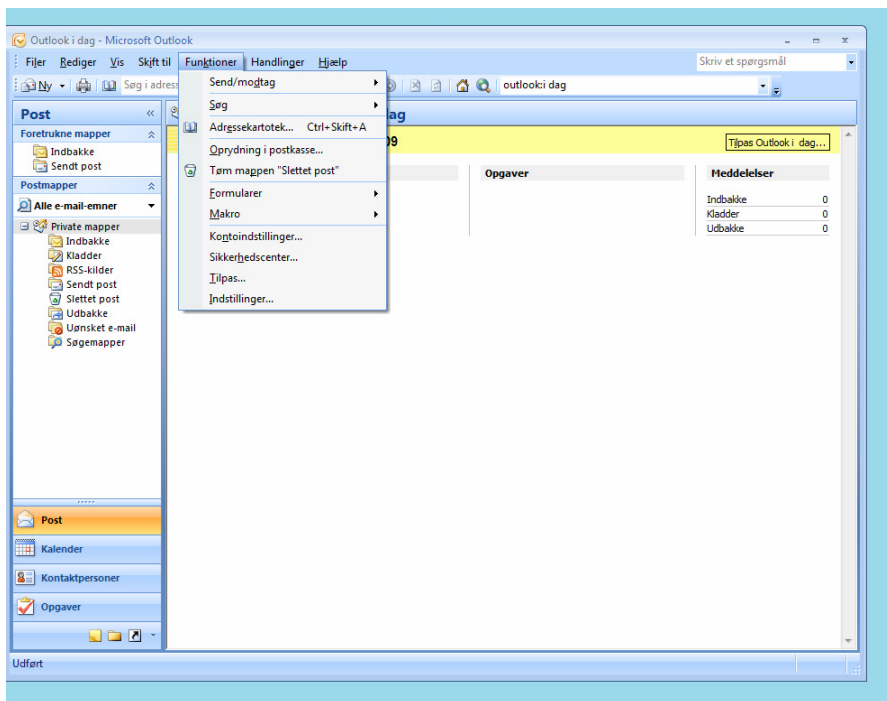 Outlook i dag - Microsoft Outlook
Filer Rediger Vis Skift til Funktioner Handlinger Hjælp Skriv et spørgsmål
Ny Søg i adress outlook:i dag
Post « ag
Foretrukne mapper
Indbakke
Sendt post
Postmapper
Alle e-mail-emner
Private mapper
Indbakke
Kladder
RSS-kilder
Sendt post
Slettet post
Udbakke
Uønsket e-mail
Søgemapper
Send/modtag
Søg
Adressekartotek... Ctrl+Skift+A
Oprydning i postkasse...
Tøm mappen "Slettet post"
Formularer
Makro
Kontoindstillinger...
Sikkerhedscenter...
Tilpas...
Indstillinger...
09 Tilpas Outlook i dag...
Opgaver
Meddelelser
Indbakke 0
Kladder 0
Udbakke 0
Post
Kalender
Kontaktpersoner
Opgaver
Udført